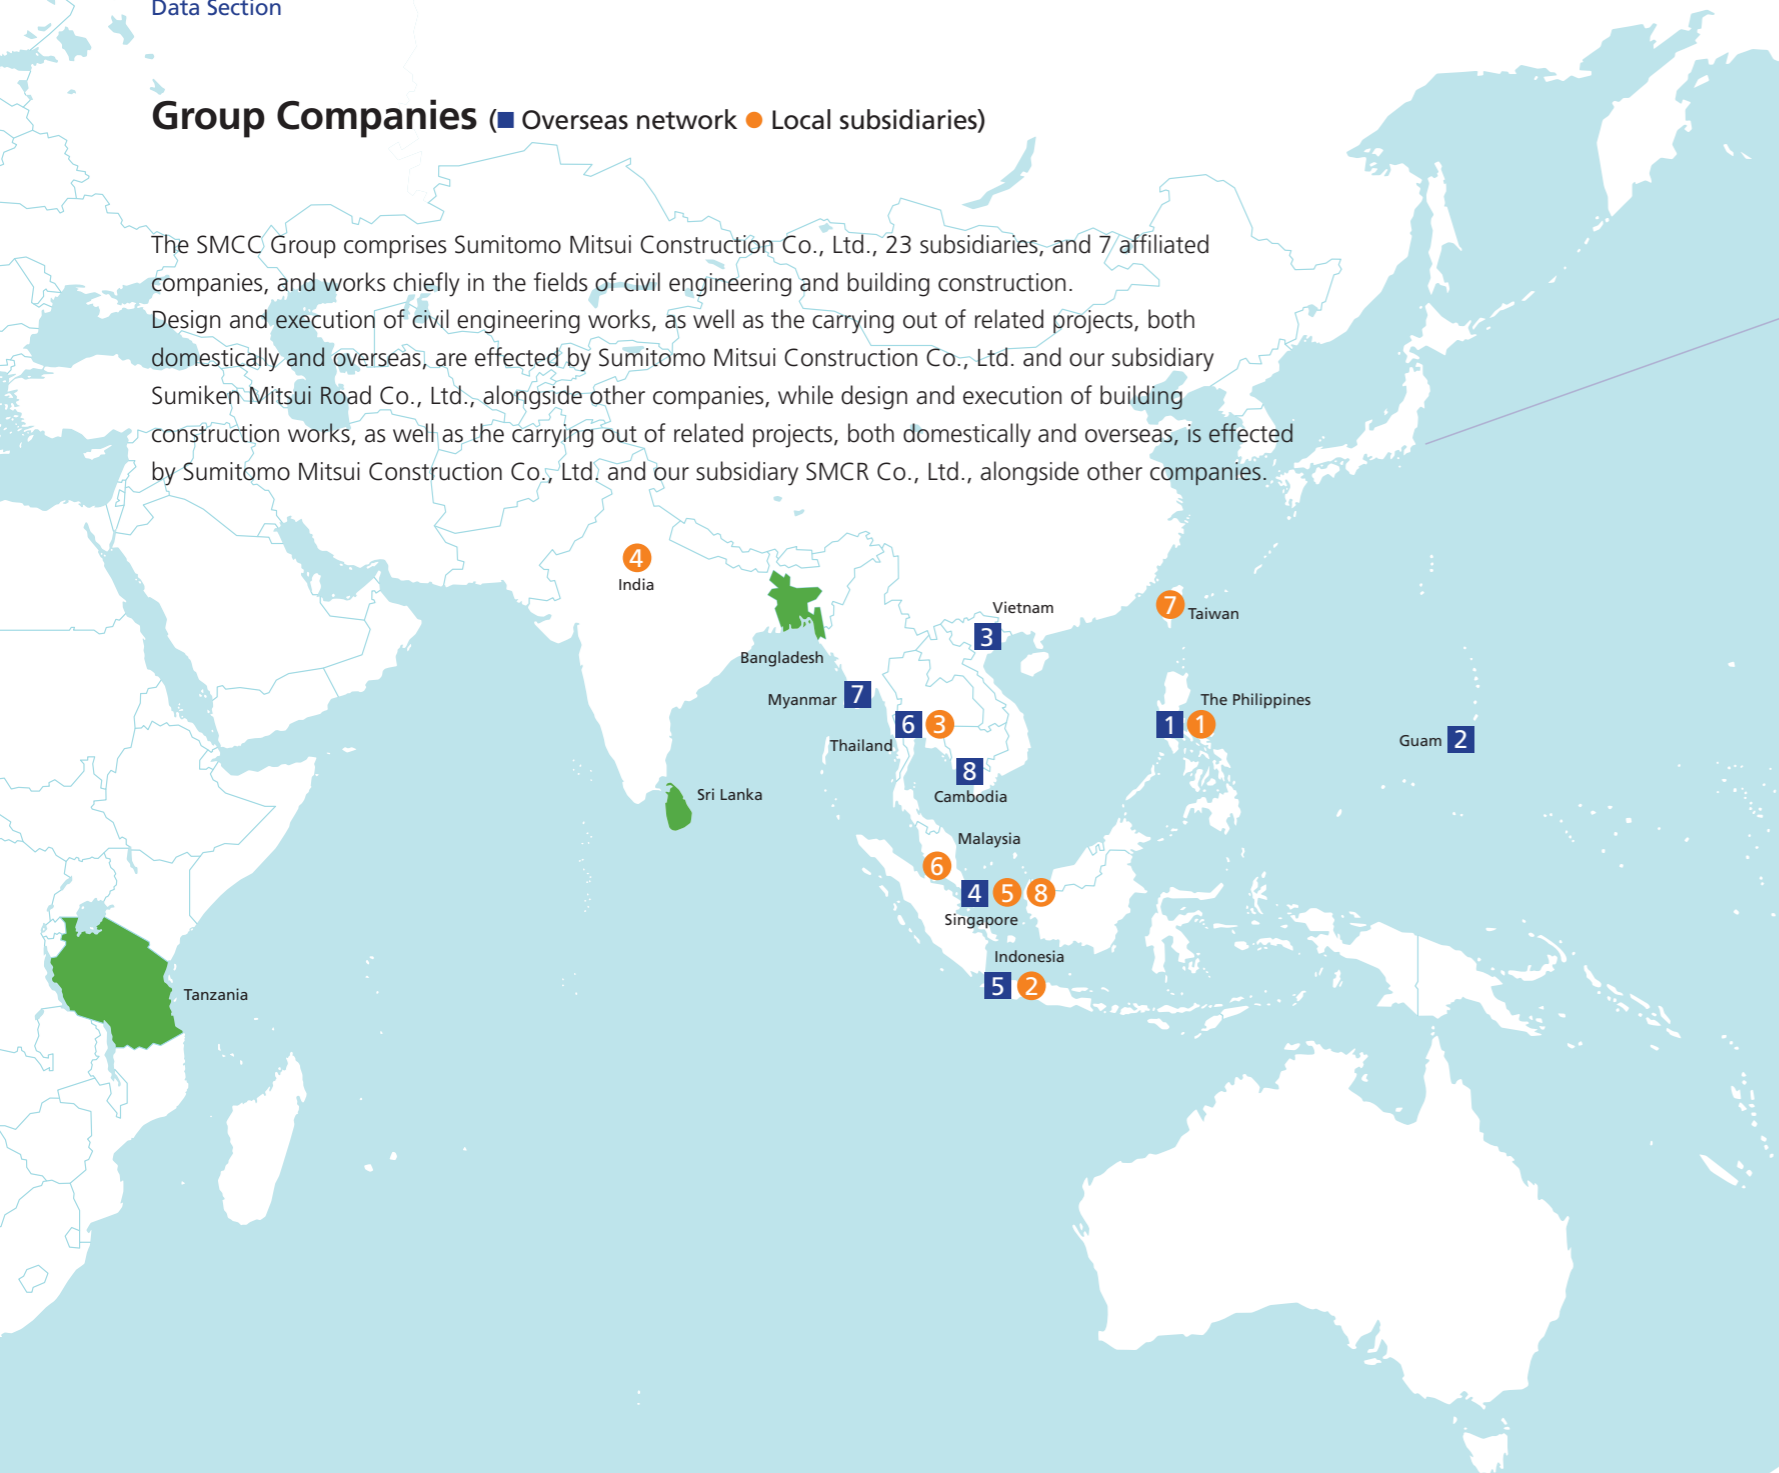 Data Section
Group Companies (■ Overseas network ● Local subsidiaries)
The SMCC Group comprises Sumitomo Mitsui Construction Co., Ltd., 23 subsidiaries, and 7 affiliated
companies, and works chiefly in the fields of civil engineering and building construction.
Design and execution of civil engineering works, as well as the carrying out of related projects, both
domestically and overseas, are effected by Sumitomo Mitsui Construction Co., Ltd. and our subsidiary
Sumiken Mitsui Road Co., Ltd., alongside other companies, while design and execution of building
construction works, as well as the carrying out of related projects, both domestically and overseas, is effected
by Sumitomo Mitsui Construction Co., Ltd. and our subsidiary SMCR Co., Ltd., alongside other companies.
4
India
Vietnam
3
7 Taiwan
Bangladesh
Myanmar 7
The Philippines
6 3
1 1
Thailand
Guam 2
8
Cambodia
Sri Lanka
Malaysia
6
4 5 8
Singapore
Indonesia
5 2
Tanzania